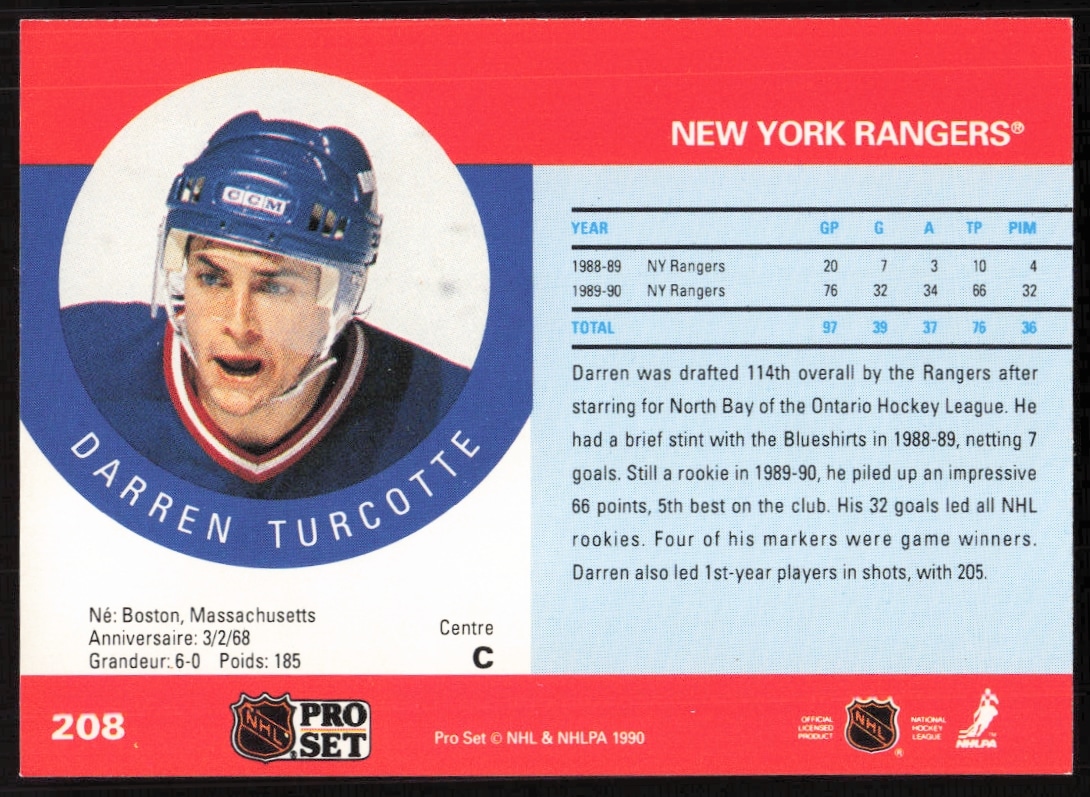 NEW YORK RANGERS®
CCM
DARREN TURCOTTE
YEAR GP G A TP PIM
1988-89 NY Rangers 20 7 3 10 4
1989-90 NY Rangers 76 32 34 66 32
TOTAL 97 39 37 76 36
Darren was drafted 114th overall by the Rangers after
starring for North Bay of the Ontario Hockey League. He
had a brief stint with the Blueshirts in 1988-89, netting 7
goals. Still a rookie in 1989-90, he piled up an impressive
66 points, 5th best on the club. His 32 goals led all NHL
rookies. Four of his markers were game winners.
Darren also led 1st-year players in shots, with 205.
Né: Boston, Massachusetts
Anniversaire: 3/2/68
Grandeur: 6-0 Poids: 185
Centre
C
208
NHL
®
PRO
SET
Pro Set © NHL & NHLPA 1990
OFFICIAL
LICENSED
PRODUCT
NHL
®
NATIONAL
HOCKEY
LEAGUE
NHLPA
™